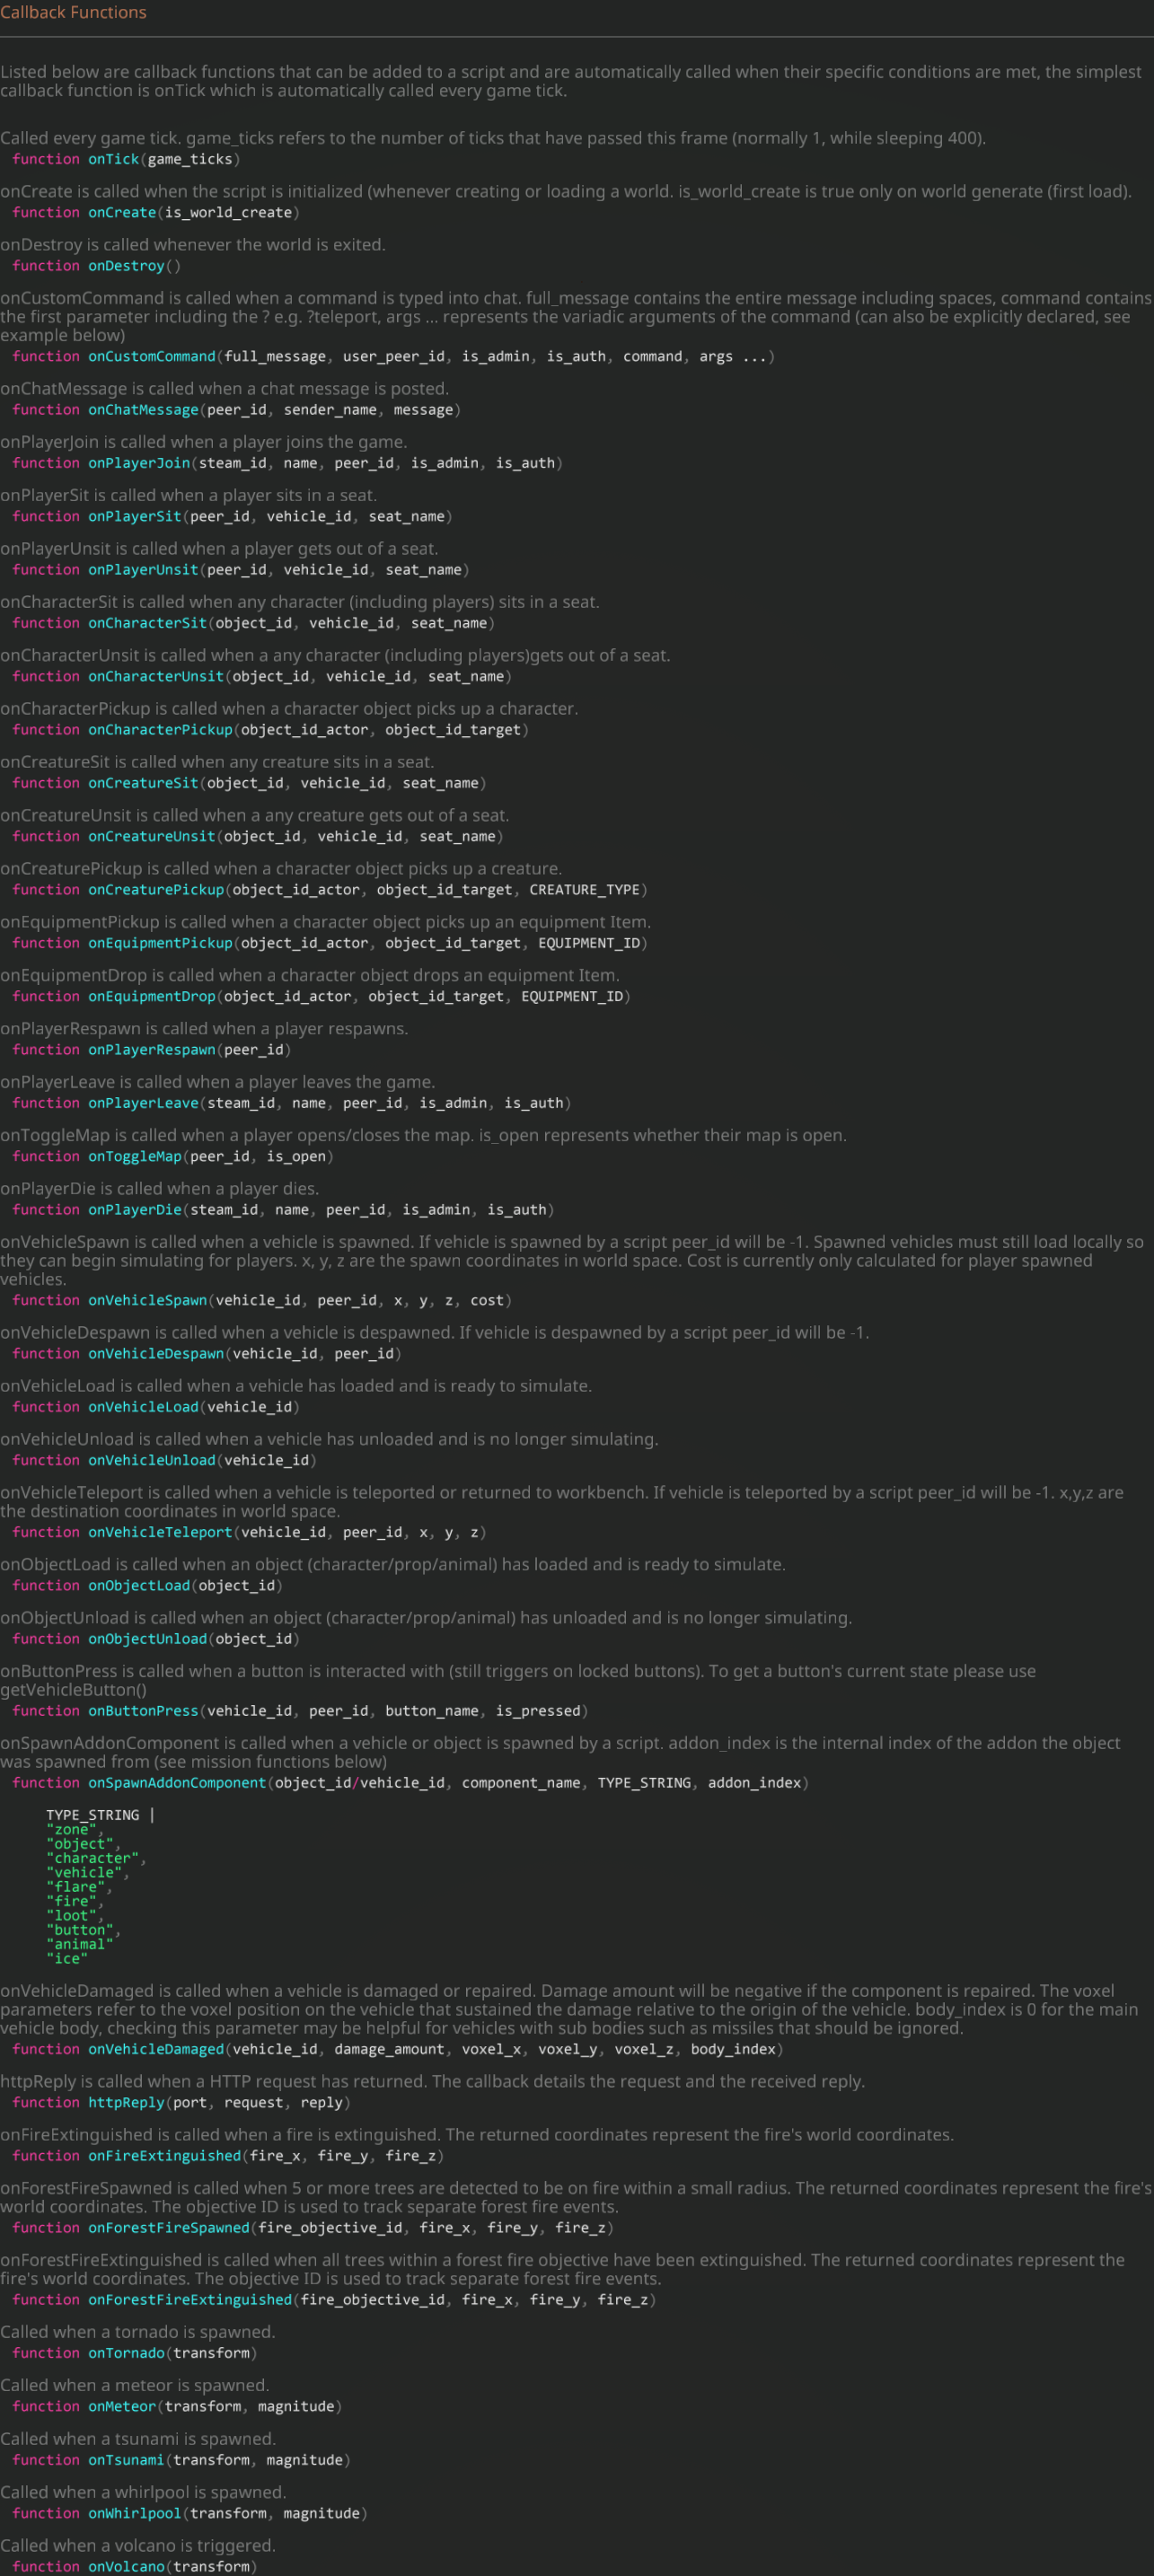 Callback Functions
Listed below are callback functions that can be added to a script and are automatically called when their specific conditions are met, the simplest
callback function is onTick which is automatically called every game tick.
Called every game tick. game_ticks refers to the number of ticks that have passed this frame (normally 1, while sleeping 400).
function onTick(game_ticks)
onCreate is called when the script is initialized (whenever creating or loading a world. is_world_create is true only on world generate (first load).
function onCreate(is_world_create)
onDestroy is called whenever the world is exited.
function onDestroy()
onCustomCommand is called when a command is typed into chat. full_message contains the entire message including spaces, command contains
the first parameter including the ? e.g. ?teleport, args ... represents the variadic arguments of the command (can also be explicitly declared, see
example below)
function onCustomCommand(full_message, user_peer_id, is_admin, is_auth, command, args ...)
onChatMessage is called when a chat message is posted.
function onChatMessage(peer_id, sender_name, message)
onPlayerJoin is called when a player joins the game.
function onPlayerJoin(steam_id, name, peer_id, is_admin, is_auth)
onPlayerSit is called when a player sits in a seat.
function onPlayerSit(peer_id, vehicle_id, seat_name)
onPlayerUnsit is called when a player gets out of a seat.
function onPlayerUnsit(peer_id, vehicle_id, seat_name)
onCharacterSit is called when any character (including players) sits in a seat.
function onCharacterSit(object_id, vehicle_id, seat_name)
onCharacterUnsit is called when a any character (including players)gets out of a seat.
function onCharacterUnsit(object_id, vehicle_id, seat_name)
onCharacterPickup is called when a character object picks up a character.
function onCharacterPickup(object_id_actor, object_id_target)
onCreatureSit is called when any creature sits in a seat.
function onCreatureSit(object_id, vehicle_id, seat_name)
onCreatureUnsit is called when a any creature gets out of a seat.
function onCreatureUnsit(object_id, vehicle_id, seat_name)
onCreaturePickup is called when a character object picks up a creature.
function onCreaturePickup(object_id_actor, object_id_target, CREATURE_TYPE)
onEquipmentPickup is called when a character object picks up an equipment Item.
function onEquipmentPickup(object_id_actor, object_id_target, EQUIPMENT_ID)
onEquipmentDrop is called when a character object drops an equipment Item.
function onEquipmentDrop(object_id_actor, object_id_target, EQUIPMENT_ID)
onPlayerRespawn is called when a player respawns.
function onPlayerRespawn(peer_id)
onPlayerLeave is called when a player leaves the game.
function onPlayerLeave(steam_id, name, peer_id, is_admin, is_auth)
onToggleMap is called when a player opens/closes the map. is_open represents whether their map is open.
function onToggleMap(peer_id, is_open)
onPlayerDie is called when a player dies.
function onPlayerDie(steam_id, name, peer_id, is_admin, is_auth)
onVehicleSpawn is called when a vehicle is spawned. If vehicle is spawned by a script peer_id will be -1. Spawned vehicles must still load locally so
they can begin simulating for players. x, y, z are the spawn coordinates in world space. Cost is currently only calculated for player spawned
vehicles.
function onVehicleSpawn(vehicle_id, peer_id, x, y, z, cost)
onVehicleDespawn is called when a vehicle is despawned. If vehicle is despawned by a script peer_id will be -1.
function onVehicleDespawn(vehicle_id, peer_id)
onVehicleLoad is called when a vehicle has loaded and is ready to simulate.
function onVehicleLoad(vehicle_id)
onVehicleUnload is called when a vehicle has unloaded and is no longer simulating.
function onVehicleUnload(vehicle_id)
onVehicleTeleport is called when a vehicle is teleported or returned to workbench. If vehicle is teleported by a script peer_id will be -1. x,y,z are
the destination coordinates in world space.
function onVehicleTeleport(vehicle_id, peer_id, x, y, z)
onObjectLoad is called when an object (character/prop/animal) has loaded and is ready to simulate.
function onObjectLoad(object_id)
onObjectUnload is called when an object (character/prop/animal) has unloaded and is no longer simulating.
function onObjectUnload(object_id)
onButtonPress is called when a button is interacted with (still triggers on locked buttons). To get a button's current state please use
getVehicleButton()
function onButtonPress(vehicle_id, peer_id, button_name, is_pressed)
onSpawnAddonComponent is called when a vehicle or object is spawned by a script. addon_index is the internal index of the addon the object
was spawned from (see mission functions below)
function onSpawnAddonComponent(object_id/vehicle_id, component_name, TYPE_STRING, addon_index)
TYPE_STRING |
"zone",
"object",
"character",
"vehicle",
"flare",
"fire",
"loot",
"button",
"animal"
"ice"
onVehicleDamaged is called when a vehicle is damaged or repaired. Damage amount will be negative if the component is repaired. The voxel
parameters refer to the voxel position on the vehicle that sustained the damage relative to the origin of the vehicle. body_index is 0 for the main
vehicle body, checking this parameter may be helpful for vehicles with sub bodies such as missiles that should be ignored.
function onVehicleDamaged(vehicle_id, damage_amount, voxel_x, voxel_y, voxel_z, body_index)
httpReply is called when a HTTP request has returned. The callback details the request and the received reply.
function httpReply(port, request, reply)
onFireExtinguished is called when a fire is extinguished. The returned coordinates represent the fire's world coordinates.
function onFireExtinguished(fire_x, fire_y, fire_z)
onForestFireSpawned is called when 5 or more trees are detected to be on fire within a small radius. The returned coordinates represent the fire's
world coordinates. The objective ID is used to track separate forest fire events.
function onForestFireSpawned(fire_objective_id, fire_x, fire_y, fire_z)
onForestFireExtinguished is called when all trees within a forest fire objective have been extinguished. The returned coordinates represent the
fire's world coordinates. The objective ID is used to track separate forest fire events.
function onForestFireExtinguished(fire_objective_id, fire_x, fire_y, fire_z)
Called when a tornado is spawned.
function onTornado(transform)
Called when a meteor is spawned.
function onMeteor(transform, magnitude)
Called when a tsunami is spawned.
function onTsunami(transform, magnitude)
Called when a whirlpool is spawned.
function onWhirlpool(transform, magnitude)
Called when a volcano is triggered.
function onVolcano(transform)